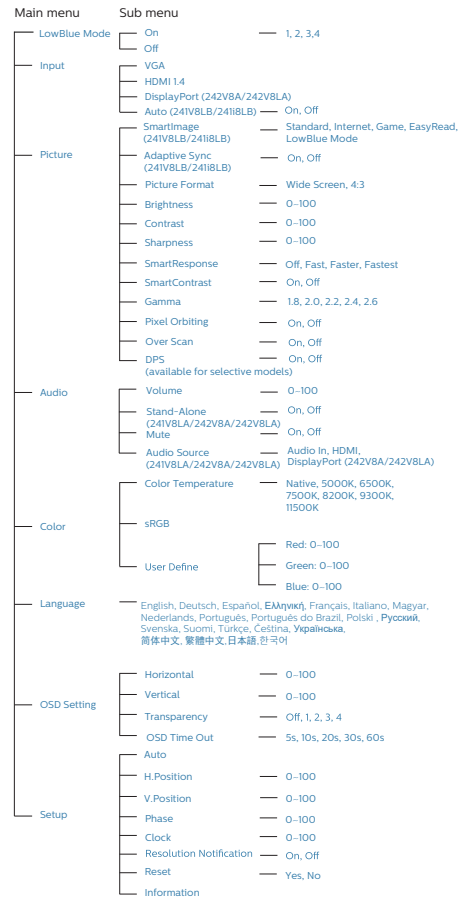 Main menu Sub menu
LowBlue Mode On 1, 2, 3,4
Off
Input VGA
HDMI 1.4
DisplayPort (242V8A/242V8LA)
Auto (241V8LB/241i8LB) On, Off
SmartImage Standard, Internet, Game, EasyRead,
(241V8LB/241i8LB) LowBlue Mode
Picture Adaptive Sync On, Off
(241V8LB/241i8LB)
Picture Format Wide Screen, 4:3
Brightness 0-100
Contrast 0-100
Sharpness 0-100
SmartResponse Off, Fast, Faster, Fastest
SmartContrast On, Off
Gamma 1.8, 2.0, 2.2, 2.4, 2.6
Pixel Orbiting On, Off
Over Scan On, Off
DPS On, Off
(available for selective models)
Audio Volume 0-100
Stand-Alone On, Off
(241V8LA/242V8A/242V8LA)
Mute On, Off
Audio Source Audio In, HDMI,
(241V8LA/242V8A/242V8LA) DisplayPort (242V8A/242V8LA)
Color Temperature Native, 5000K, 6500K,
7500K, 8200K, 9300K,
11500K
Color sRGB
Red: 0-100
User Define Green: 0-100
Blue: 0-100
Language English, Deutsch, Español, Ελληνική, Français, Italiano, Magyar,
Nederlands, Português, Português do Brazil, Polski , Русский,
Svenska, Suomi, Türkçe, Čeština, Українська,
简体中文, 繁體中文,日本語,한국어
Horizontal 0-100
Vertical 0-100
OSD Setting Transparency Off, 1, 2, 3, 4
OSD Time Out 5s, 10s, 20s, 30s, 60s
Auto
H.Position 0-100
V.Position 0-100
Setup Phase 0-100
Clock 0-100
Resolution Notification On, Off
Reset Yes, No
Information